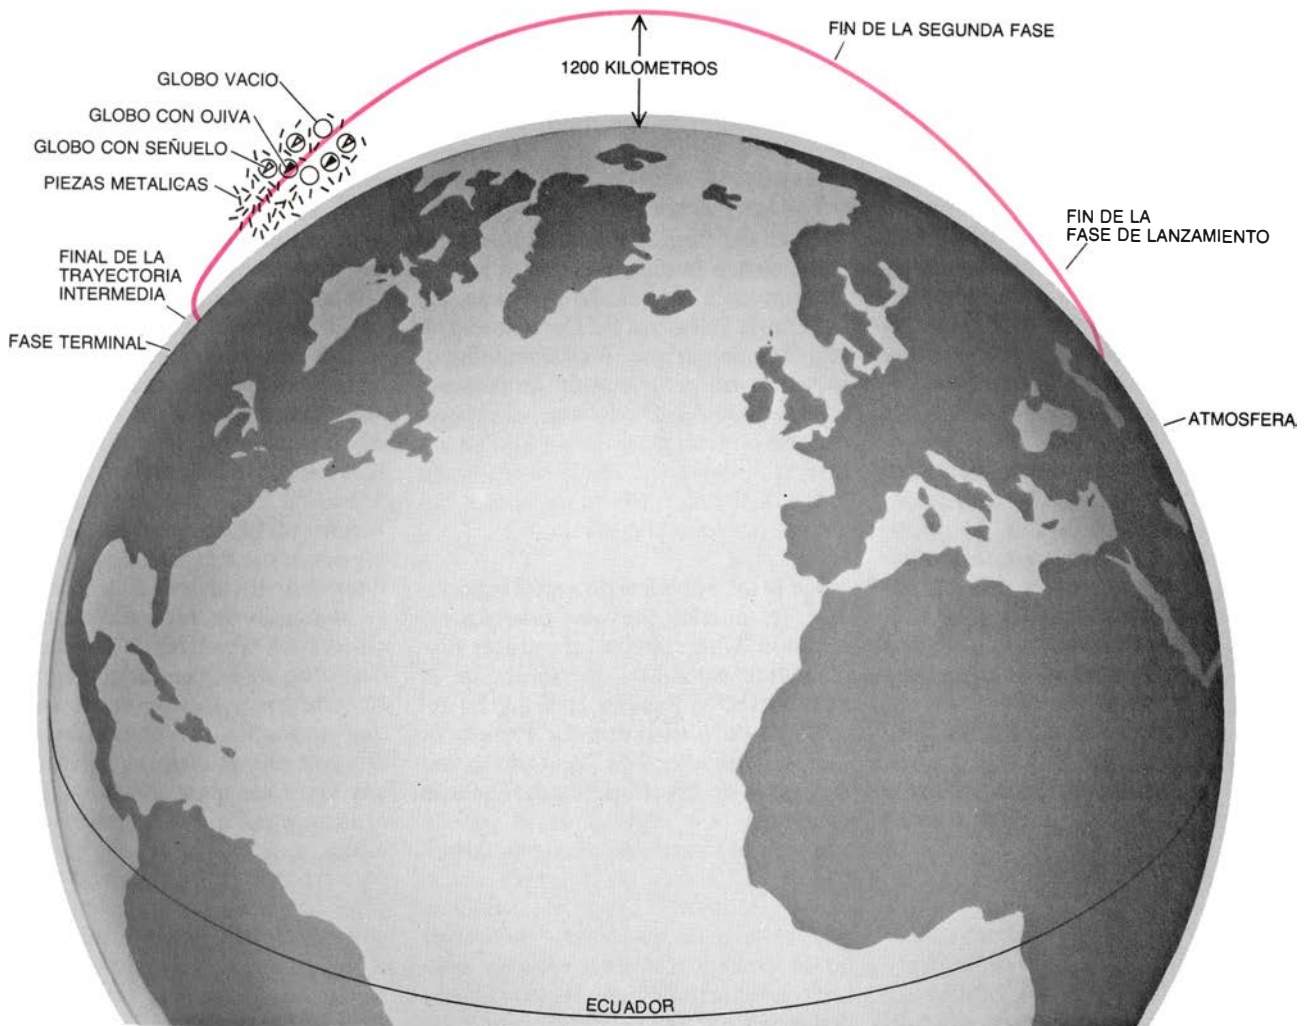 FIN DE LA SEGUNDA FASE
1200 KILOMETROS
GLOBO VACIO
GLOBO CON OJIVA
GLOBO CON SEÑUELO
PIEZAS METALICAS
FIN DE LA
FASE DE LANZAMIENTO
FINAL DE LA
TRAYECTORIA
INTERMEDIA
FASE TERMINAL
ATMOSFERA
ECUADOR